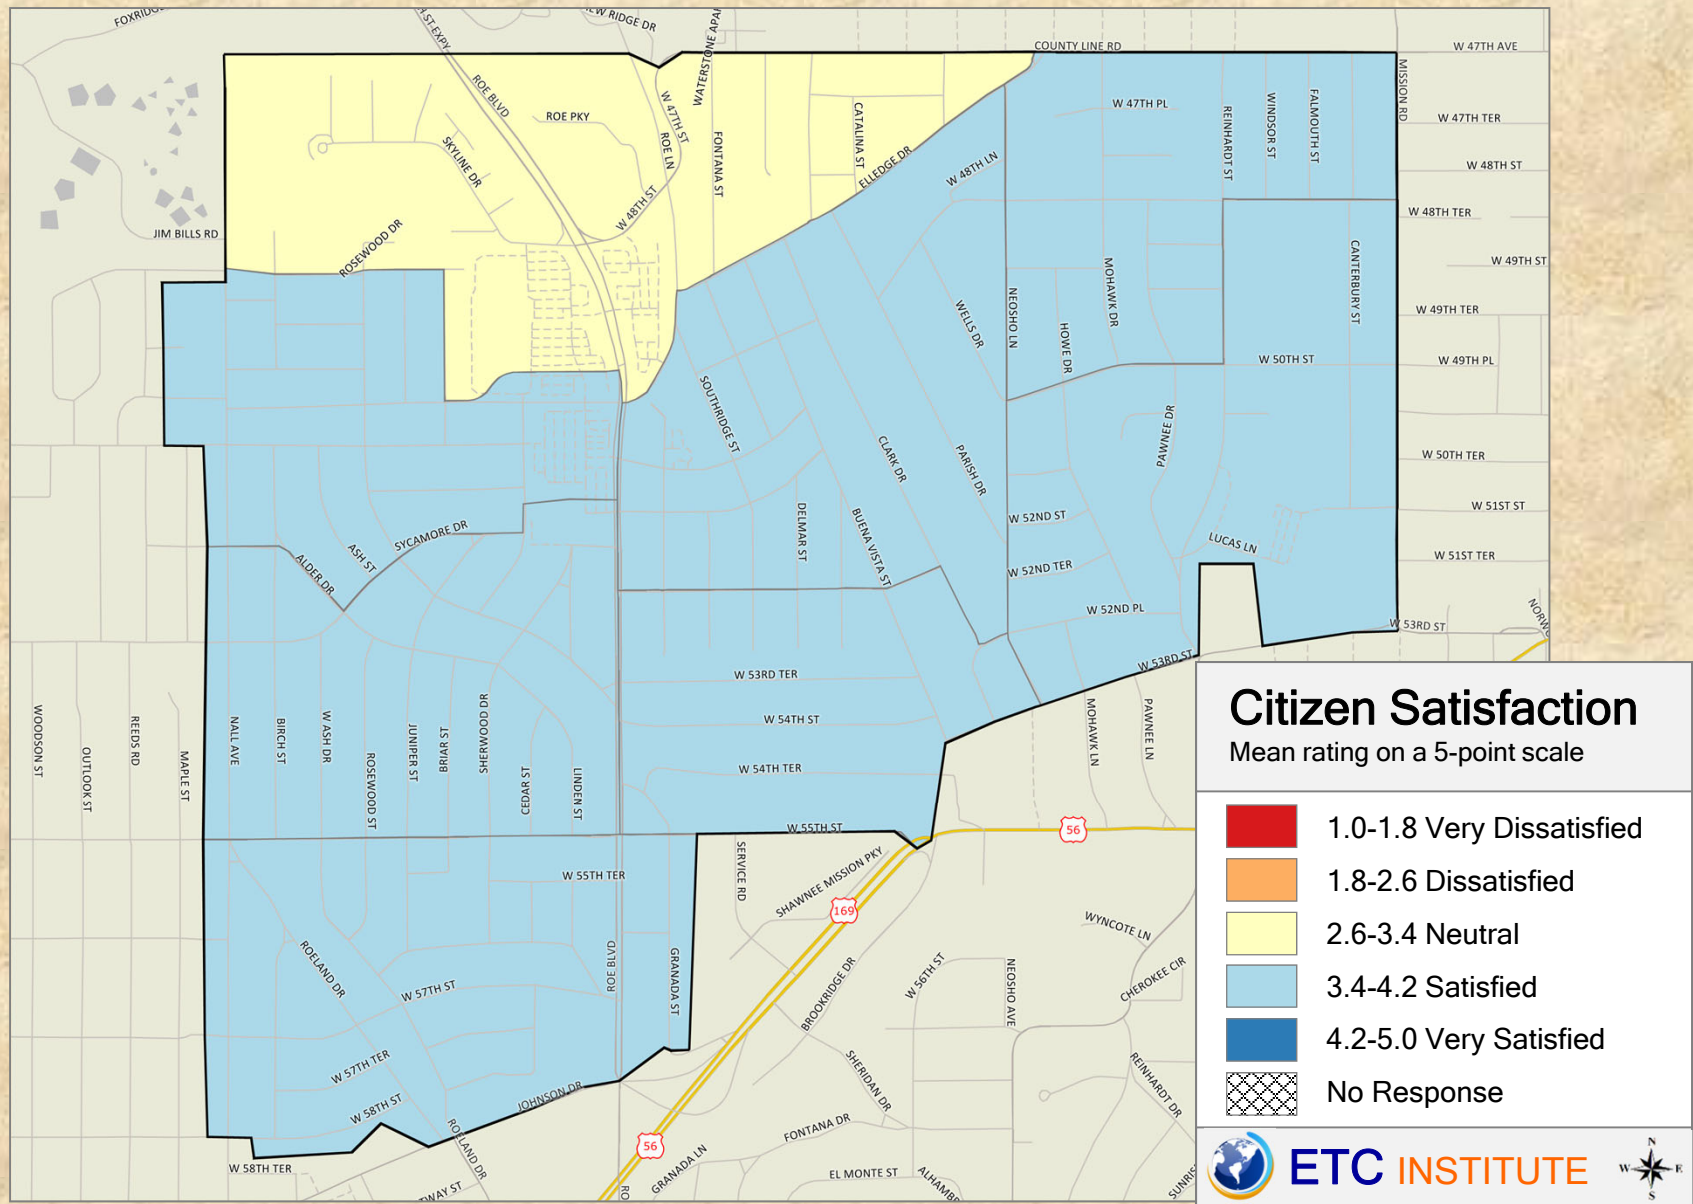 COUNTY LINE RD
W 47TH AVE
ROE BLVD
MISSION RD
W 47TH PL
ROE PKY
W 47TH ST
WATERSTONE
CATALINA ST
REINHARDT ST
WINDSOR ST
FALMOUTH ST
W 47TH TER
SKYLINE DR
ROE LN
FONTANA ST
ELLEDGE DR
W 48TH LN
W 48TH ST
W 48TH ST
W 48TH TER
JIM BILLS RD
ROSEWOOD DR
W 49TH ST
CANTERBURY ST
MOHAWK DR
NEOSHO LN
WELLS DR
HOWE DR
W 49TH TER
W 50TH ST
W 49TH PL
SOUTHRIDGE ST
CLARK DR
PARISH DR
PAWNEE DR
W 50TH TER
DELMAR ST
BUENA VISTA ST
W 52ND ST
W 51ST ST
SYCAMORE DR
ASH ST
ALDER DR
LUCAS LN
W 51ST TER
W 52ND TER
W 52ND PL
W 53RD ST
W 53RD ST
W 53RD TER
W 54TH ST
W 54TH TER
W 55TH ST
WOODSON ST
OUTLOOK ST
REEDS RD
MAPLE ST
NALL AVE
BIRCH ST
W ASH DR
ROSEWOOD ST
JUNIPER ST
BRIAR ST
SHERWOOD DR
CEDAR ST
LINDEN ST
MOHAWK LN
PAWNEE LN
56
SERVICE RD
SHAWNEE MISSION PKY
169
W 55TH TER
ROE BLVD
GRANADA ST
ROELAND DR
W 57TH ST
W 57TH TER
W 58TH ST
JOHNSON DR
ROELAND DR
W 58TH TER
BROOKRIDGE DR
W 56TH ST
NEOSHO AVE
WYNCOTE LN
CHEROKEE CIR
SHERIDAN DR
REINHARDT DR
FONTANA DR
56
GRANADA LN
EL MONTE ST
Citizen Satisfaction
Mean rating on a 5-point scale
1.0-1.8 Very Dissatisfied
1.8-2.6 Dissatisfied
2.6-3.4 Neutral
3.4-4.2 Satisfied
4.2-5.0 Very Satisfied
No Response
ETC INSTITUTE
N
W E
S